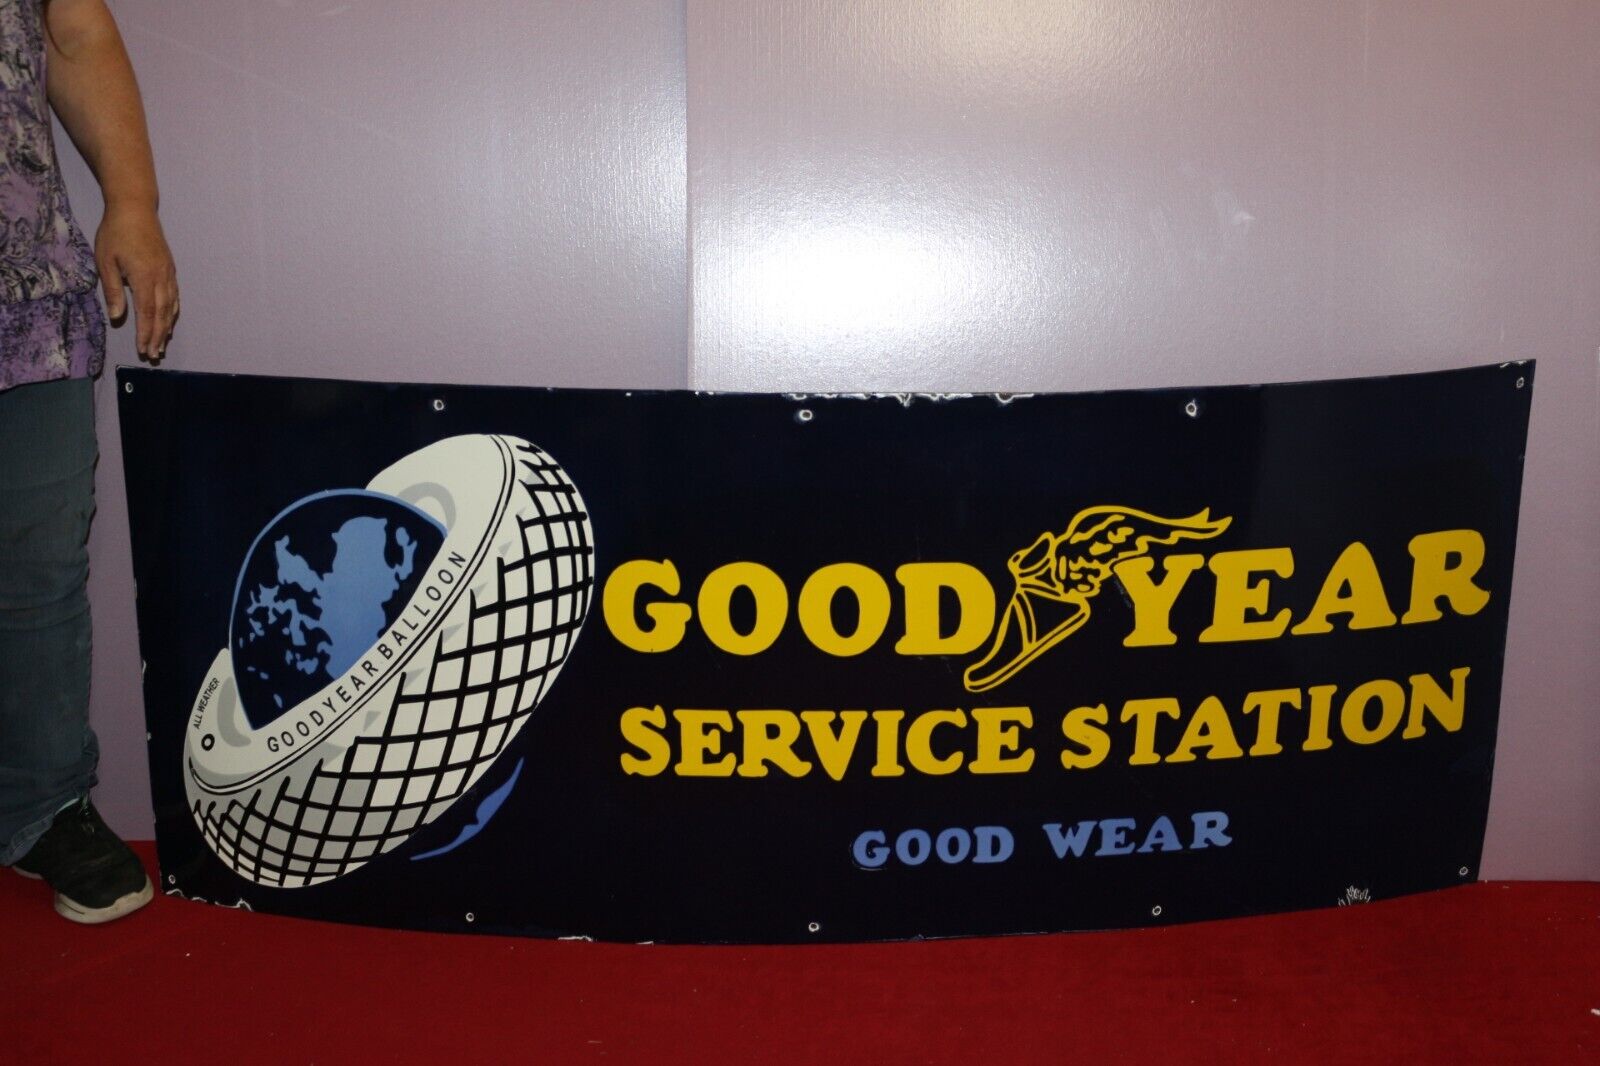 ALL WEATHER
GOODYEAR BALLOON
GOOD YEAR
SERVICE STATION
GOOD WEAR